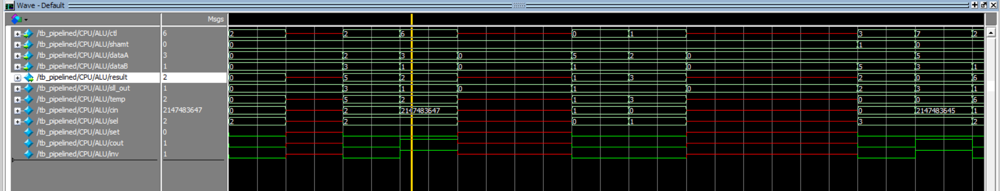 Wave - Default
Msgs
/tb_pipelined/CPU/ALU/ctl 6 2 2 6 0 1 3 7 2
/tb_pipelined/CPU/ALU/shamt 0 0 1 0
/tb_pipelined/CPU/ALU/dataA 3 0 2 3 0 5 2 0 5
/tb_pipelined/CPU/ALU/dataB 1 0 3 1 0 1 0 5 3 1
/tb_pipelined/CPU/ALU/result 2 0 5 2 1 3 2 0 6
/tb_pipelined/CPU/ALU/sll_out 1 0 3 1 0 1 0 2 3 1
/tb_pipelined/CPU/ALU/temp 2 0 5 2 1 3 0 0 6
/tb_pipelined/CPU/ALU/cin 2147483647 0 2 2147483647 1 0 0 2147483645 1
/tb_pipelined/CPU/ALU/sel 2 2 2 0 1 3 2
/tb_pipelined/CPU/ALU/set 0
/tb_pipelined/CPU/ALU/cout 1
/tb_pipelined/CPU/ALU/inv 1